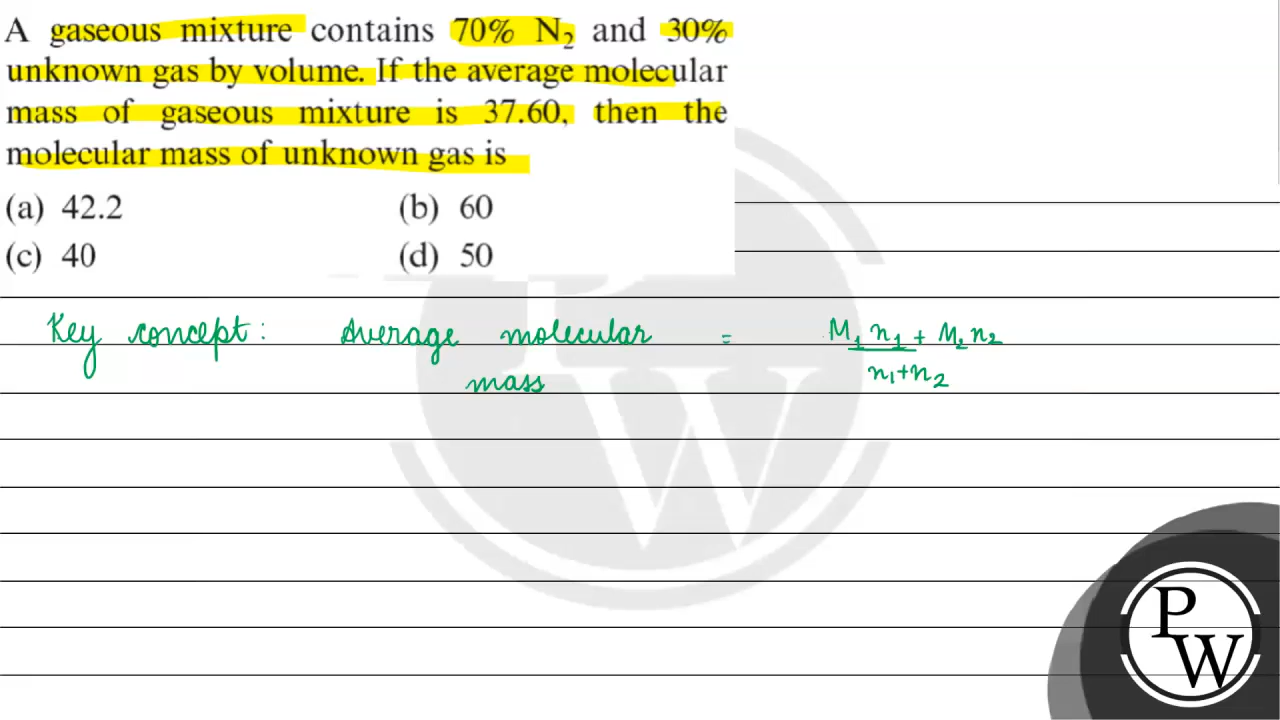 A gaseous mixture contains 70% N₂ and 30%
unknown gas by volume. If the average molecular
mass of gaseous mixture is 37.60, then the
molecular mass of unknown gas is
(a) 42.2 (b) 60
(c) 40 (d) 50
Key concept: Average molecular mass = M₁n₁ + M₂n₂ / n₁+n₂
P
W